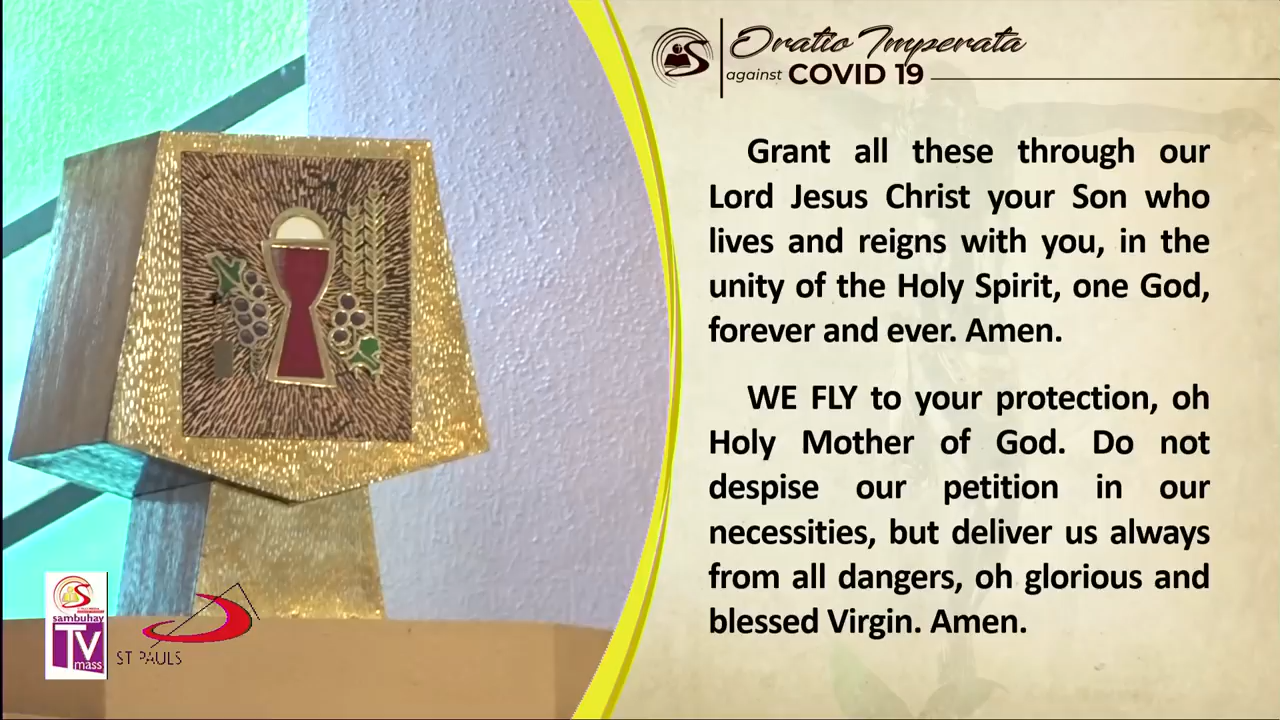 Oratio Imperata
against COVID 19
Grant all these through our
Lord Jesus Christ your Son who
lives and reigns with you, in the
unity of the Holy Spirit, one God,
forever and ever. Amen.
WE FLY to your protection, oh
Holy Mother of God. Do not
despise our petition in our
necessities, but deliver us always
from all dangers, oh glorious and
blessed Virgin. Amen.
sambuhay
TV
mass
ST PAULS